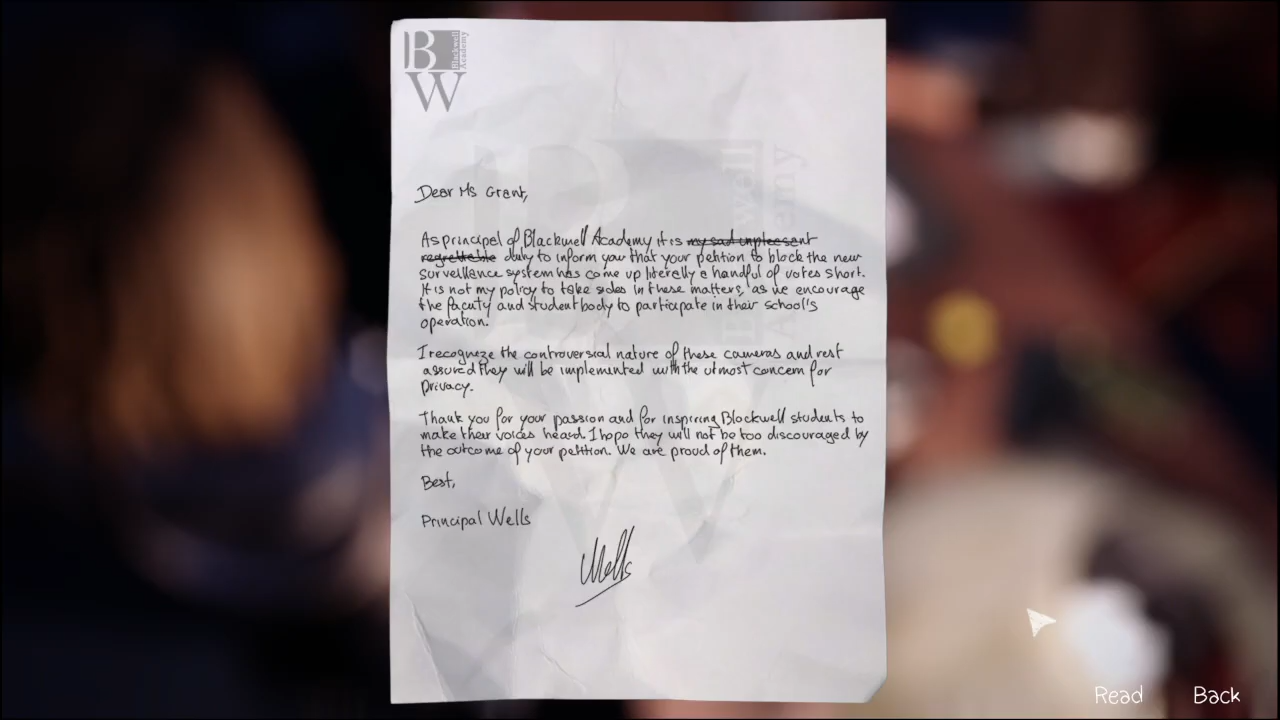 BW
Blackwell Academy
Dear Ms Grant,
As principel of Blackwell Academy it is my sad unplesent
regrettable duty to inform you that your petition to block the new
surveillance system has come up literally a handful of votes short.
It is not my policy to take sides in these matters, as we encourage
the facuty and student body to participate in their school's
operation.
I recogneze the controversial nature of these cameras and rest
assured they will be implemented with the utmost concern for
privacy.
Thank you for your passion and for inspiring Blackwell students to
make their voices heard. I hope they will not be too discouraged by
the outcome of your petition. We are proud of them.
Best,
Principal Wells
Wells
Read Back